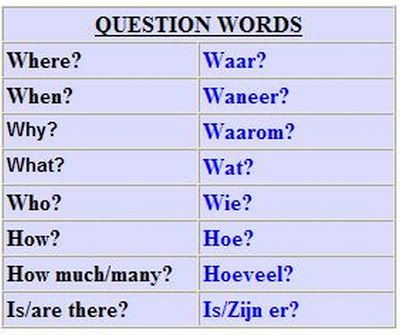 QUESTION WORDS
Where? Waar?
When? Waneer?
Why? Waarom?
What? Wat?
Who? Wie?
How? Hoe?
How much/many? Hoeveel?
Is/are there? Is/Zijn er?